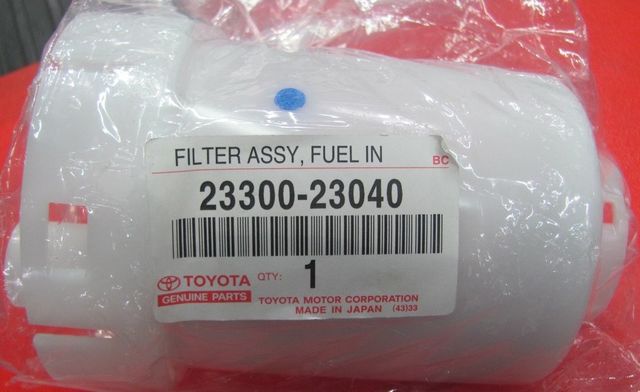 FILTER ASSY, FUEL IN BC
23300-23040
TOYOTA QTY: 1
GENUINE PARTS TOYOTA MOTOR CORPORATION
MADE IN JAPAN (43)33